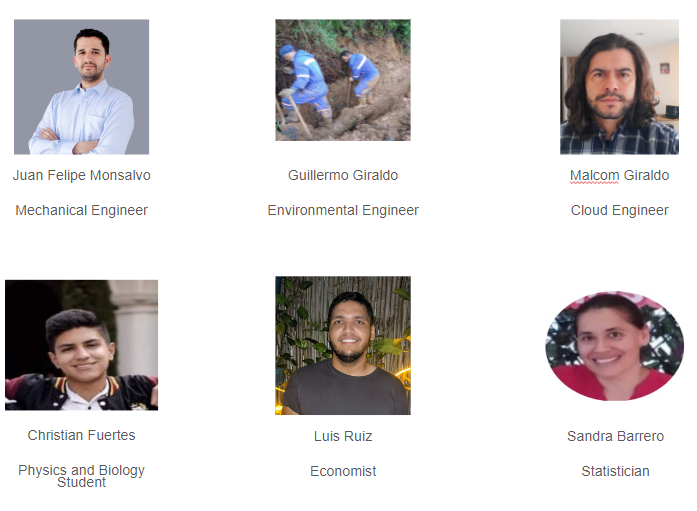 Juan Felipe Monsalvo
Guillermo Giraldo
Malcom Giraldo
Mechanical Engineer
Environmental Engineer
Cloud Engineer
Christian Fuertes
Luis Ruiz
Sandra Barrero
Physics and Biology
Student
Economist
Statistician